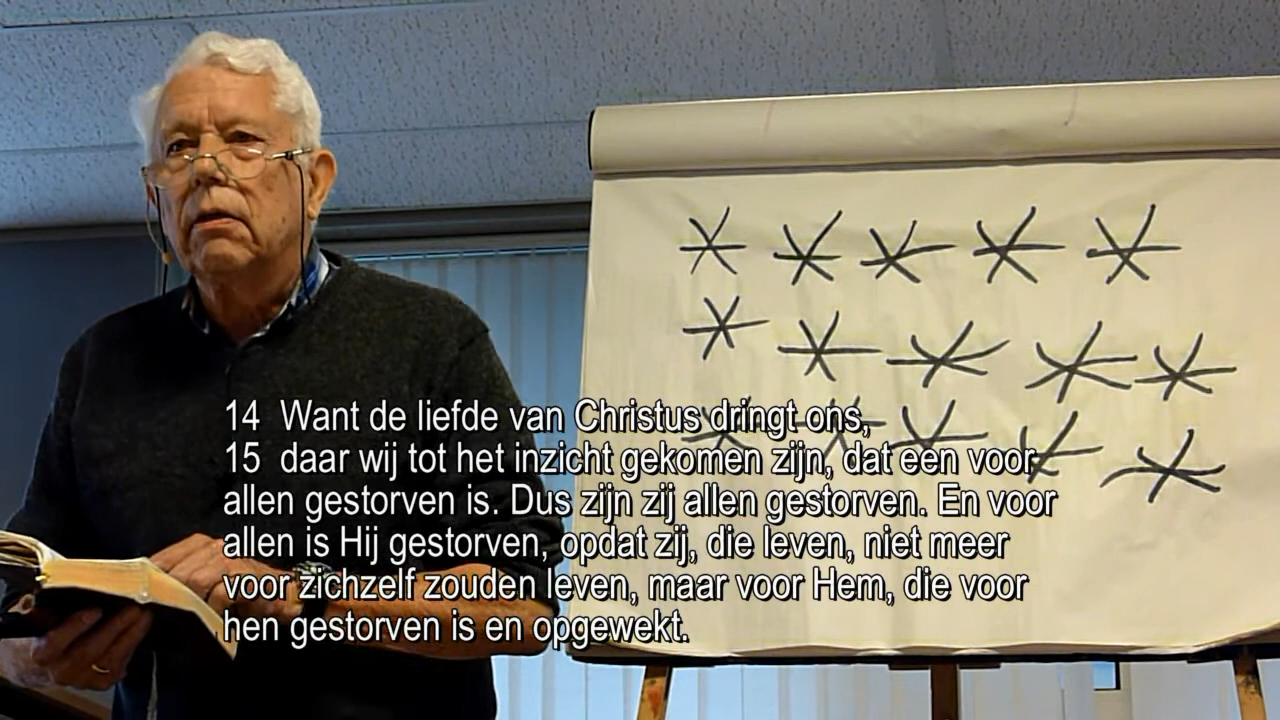 14 Want de liefde van Christus dringt ons,
15 daar wij tot het inzicht gekomen zijn, dat een voor
allen gestorven is. Dus zijn zij allen gestorven. En voor
allen is Hij gestorven, opdat zij, die leven, niet meer
voor zichzelf zouden leven, maar voor Hem, die voor
hen gestorven is en opgewekt.